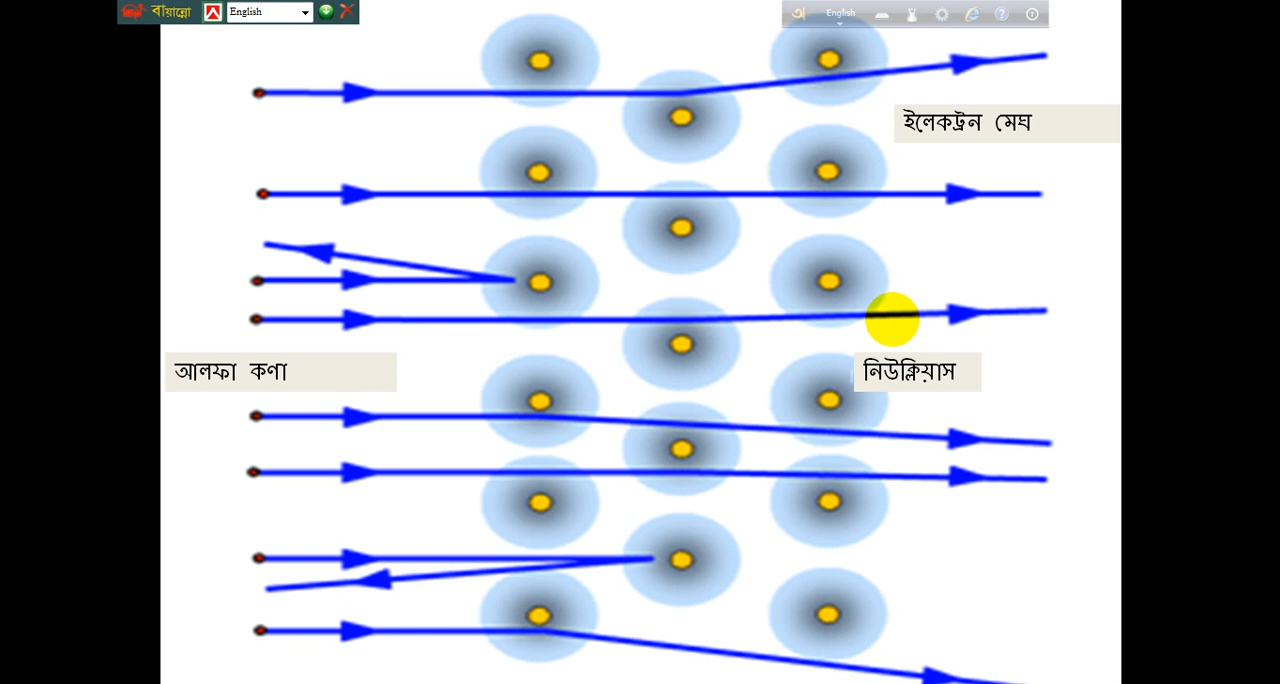 বায়ান্নো English
অ English
ইলেকট্রন মেঘ
আলফা কণা
নিউক্লিয়াস